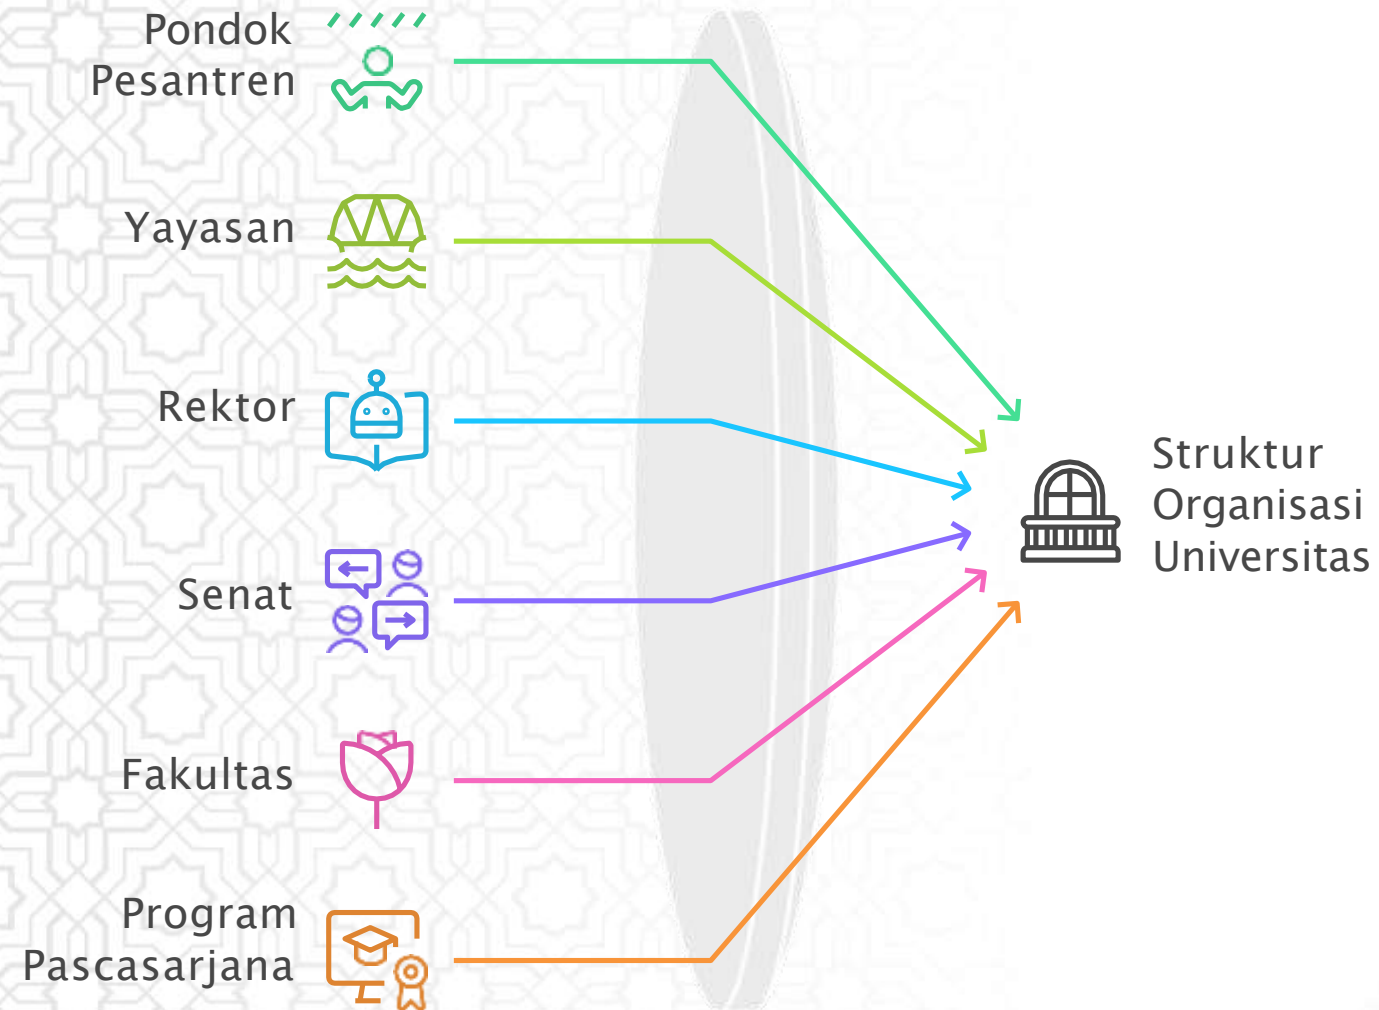 Pondok
Pesantren
Yayasan
Rektor
Senat
Fakultas
Program
Pascasarjana
Struktur
Organisasi
Universitas